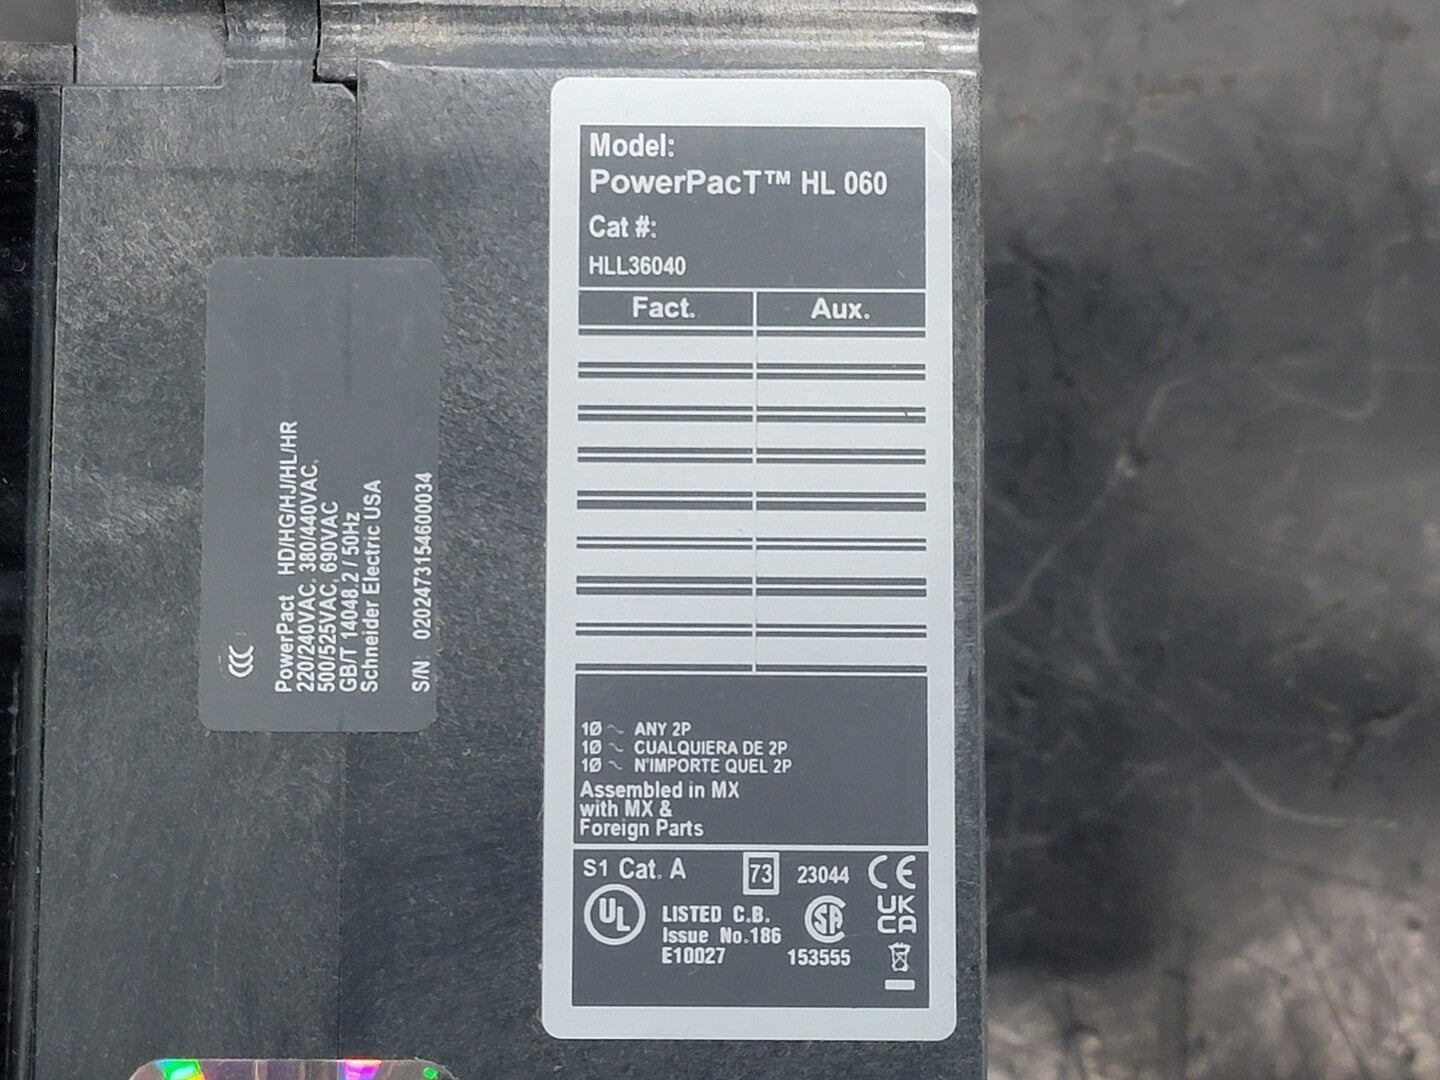 PowerPact HD/HG/HJ/HL/HR
220/240VAC, 380/440VAC,
500/525VAC, 690VAC
GB/T 14048.2 / 50Hz
Schneider Electric USA
S/N: 0202473154600034
Model:
PowerPacT™ HL 060
Cat #:
HLL36040
Fact. Aux.
1Ø ~ ANY 2P
1Ø ~ CUALQUIERA DE 2P
1Ø ~ N'IMPORTE QUEL 2P
Assembled in MX
with MX &
Foreign Parts
S1 Cat. A 73 23044 CE
UL LISTED C.B. SA UK CA
Issue No.186
E10027 153555